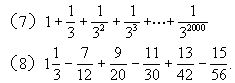 (7) 1 + 1/3 + 1/3² + 1/3³ + ⋯ + 1/3²⁰⁰⁰
(8) 1 1/3 − 7/12 + 9/20 − 11/30 + 13/42 − 15/56.